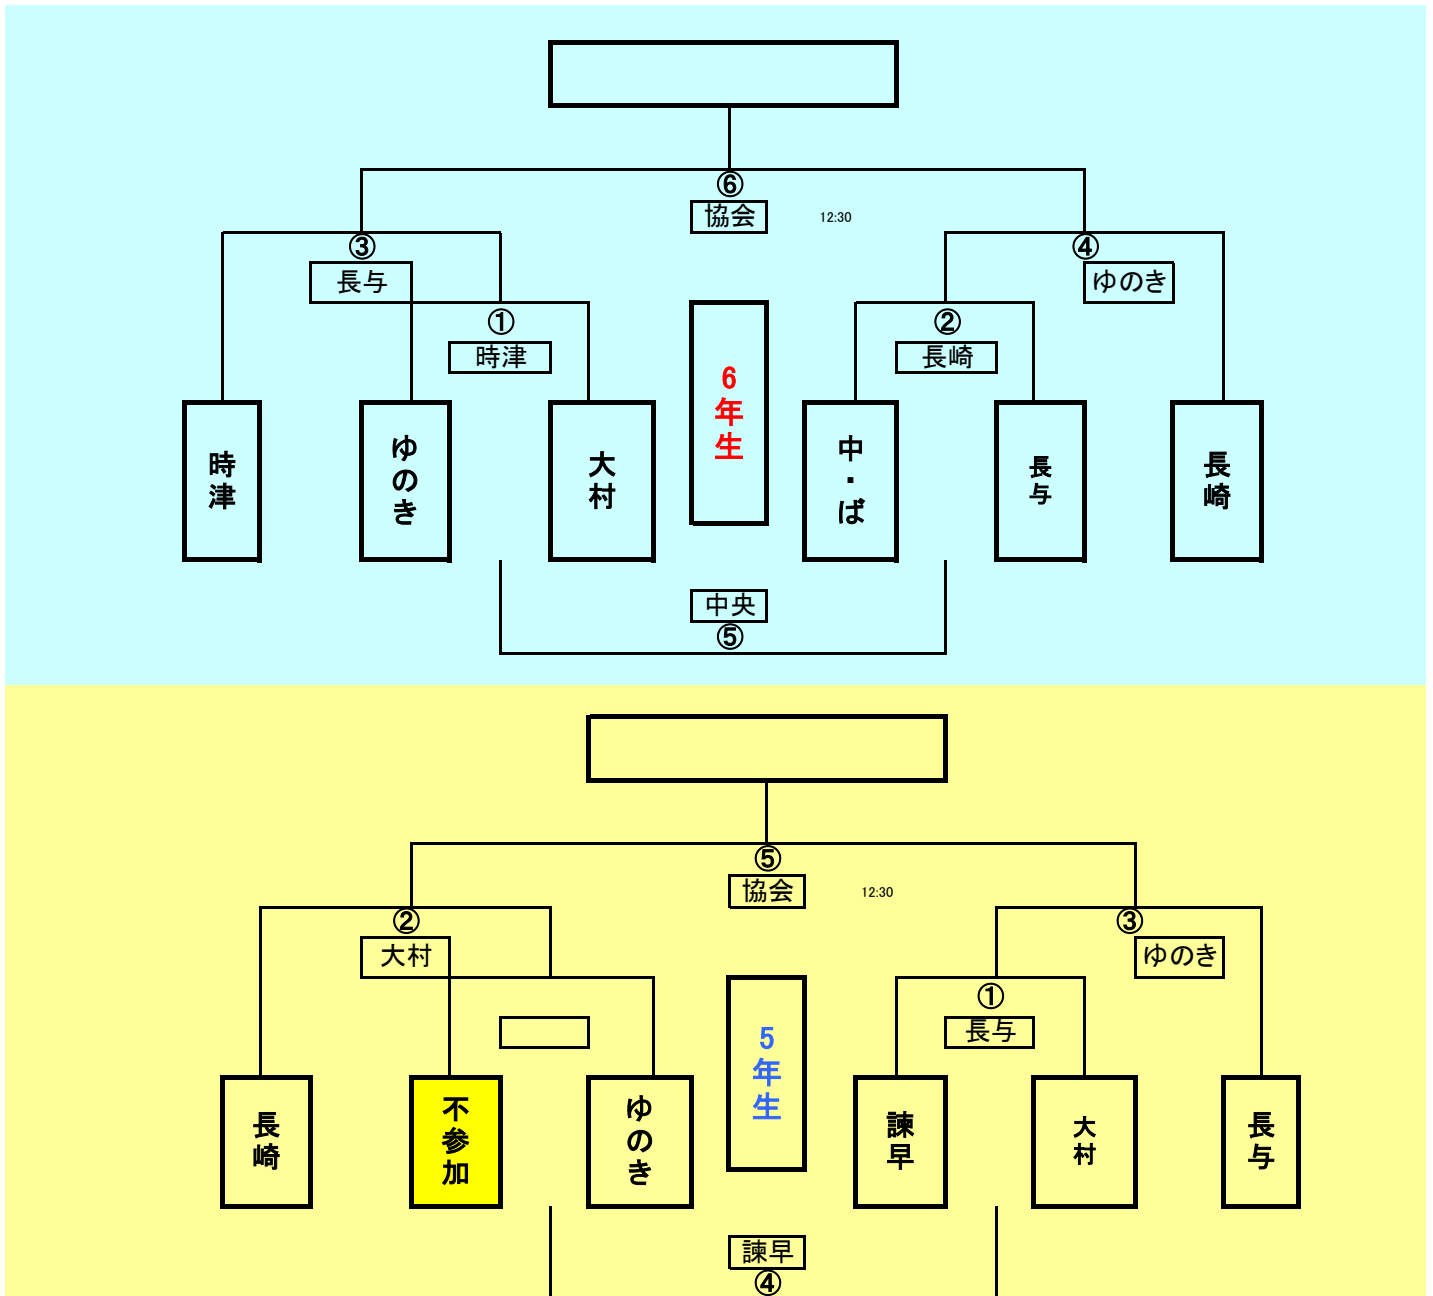 ⑥
協会 12:30
③ ④
長与 ゆのき
① ②
時津 長崎
6年生
時津 ゆのき 大村 中・ば 長与 長崎
中央
⑤
⑤
協会 12:30
② ③
大村 ゆのき
①
長与
5年生
長崎 不参加 ゆのき 諫早 大村 長与
諫早
④